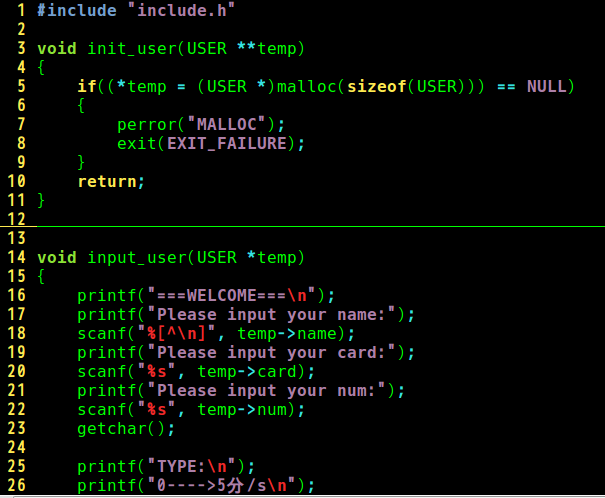 1 #include "include.h"
2
3 void init_user(USER **temp)
4 {
5     if((*temp = (USER *)malloc(sizeof(USER))) == NULL)
6     {
7         perror("MALLOC");
8         exit(EXIT_FAILURE);
9     }
10     return;
11 }
12
13
14 void input_user(USER *temp)
15 {
16     printf("===WELCOME===\n");
17     printf("Please input your name:");
18     scanf("%[^\n]", temp->name);
19     printf("Please input your card:");
20     scanf("%s", temp->card);
21     printf("Please input your num:");
22     scanf("%s", temp->num);
23     getchar();
24
25     printf("TYPE:\n");
26     printf("0---->5分/s\n");